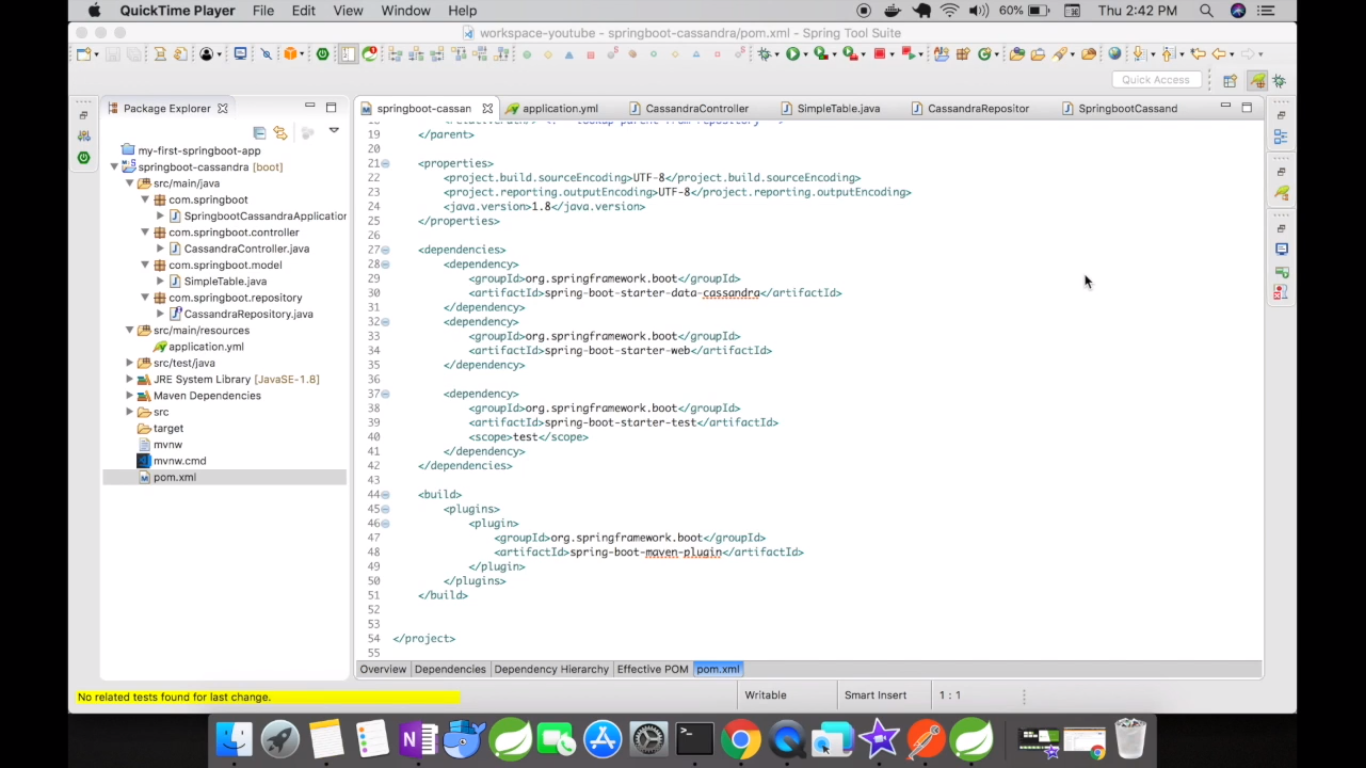 QuickTime Player File Edit View Window Help 60% Thu 2:42 PM
workspace-youtube - springboot-cassandra/pom.xml - Spring Tool Suite
Quick Access
Package Explorer
my-first-springboot-app
springboot-cassandra [boot]
src/main/java
com.springboot
SpringbootCassandraApplication
com.springboot.controller
CassandraController.java
com.springboot.model
SimpleTable.java
com.springboot.repository
CassandraRepository.java
src/main/resources
application.yml
src/test/java
JRE System Library [JavaSE-1.8]
Maven Dependencies
src
target
mvnw
mvnw.cmd
pom.xml
springboot-cassan application.yml CassandraController SimpleTable.java CassandraRepositor SpringbootCassand
19 </parent>
20
21 <properties>
22 <project.build.sourceEncoding>UTF-8</project.build.sourceEncoding>
23 <project.reporting.outputEncoding>UTF-8</project.reporting.outputEncoding>
24 <java.version>1.8</java.version>
25 </properties>
26
27 <dependencies>
28 <dependency>
29 <groupId>org.springframework.boot</groupId>
30 <artifactId>spring-boot-starter-data-cassandra</artifactId>
31 </dependency>
32 <dependency>
33 <groupId>org.springframework.boot</groupId>
34 <artifactId>spring-boot-starter-web</artifactId>
35 </dependency>
36
37 <dependency>
38 <groupId>org.springframework.boot</groupId>
39 <artifactId>spring-boot-starter-test</artifactId>
40 <scope>test</scope>
41 </dependency>
42 </dependencies>
43
44 <build>
45 <plugins>
46 <plugin>
47 <groupId>org.springframework.boot</groupId>
48 <artifactId>spring-boot-maven-plugin</artifactId>
49 </plugin>
50 </plugins>
51 </build>
52
53
54 </project>
55
Overview Dependencies Dependency Hierarchy Effective POM pom.xml
No related tests found for last change. Writable Smart Insert 1 : 1